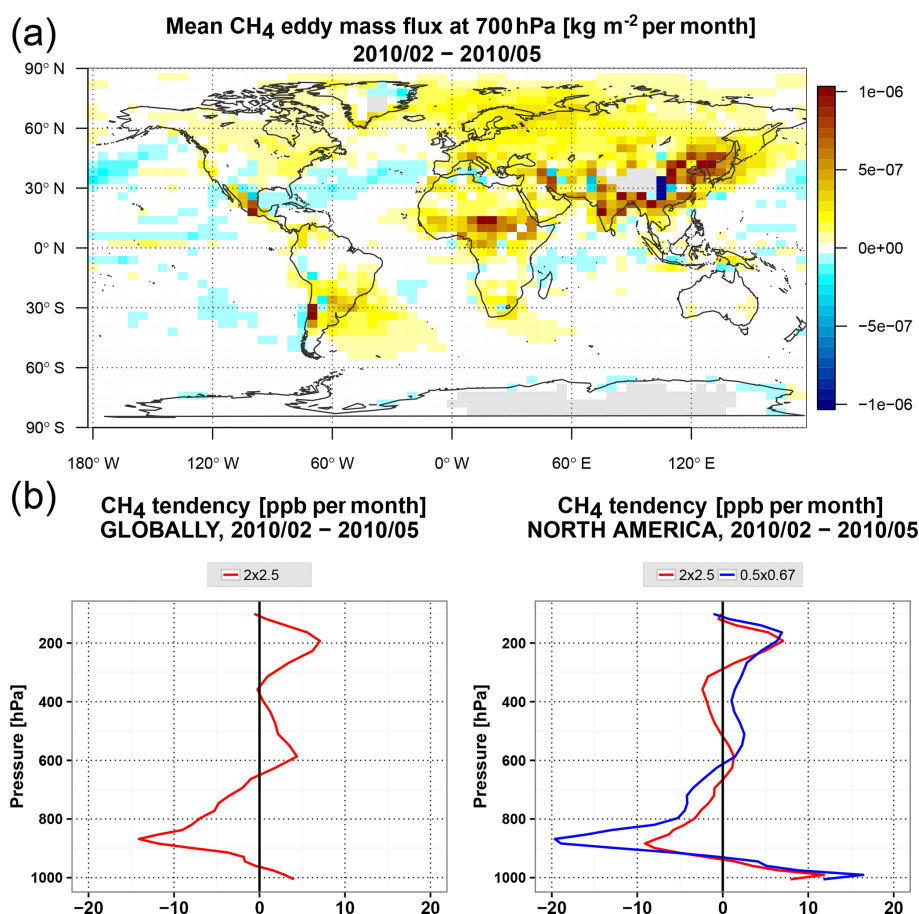 (a)
Mean CH4 eddy mass flux at 700 hPa [kg m-2 per month]
2010/02 − 2010/05
90° N
60° N
30° N
0° N
30° S
60° S
90° S
180° W
120° W
60° W
0° W
60° E
120° E
1e−06
5e−07
0e+00
−5e−07
−1e−06
(b)
CH4 tendency [ppb per month]
GLOBALLY, 2010/02 − 2010/05
2x2.5
Pressure [hPa]
200
400
600
800
1000
−20
−10
0
10
20
CH4 tendency [ppb per month]
NORTH AMERICA, 2010/02 − 2010/05
2x2.5 0.5x0.67
Pressure [hPa]
200
400
600
800
1000
−20
−10
0
10
20